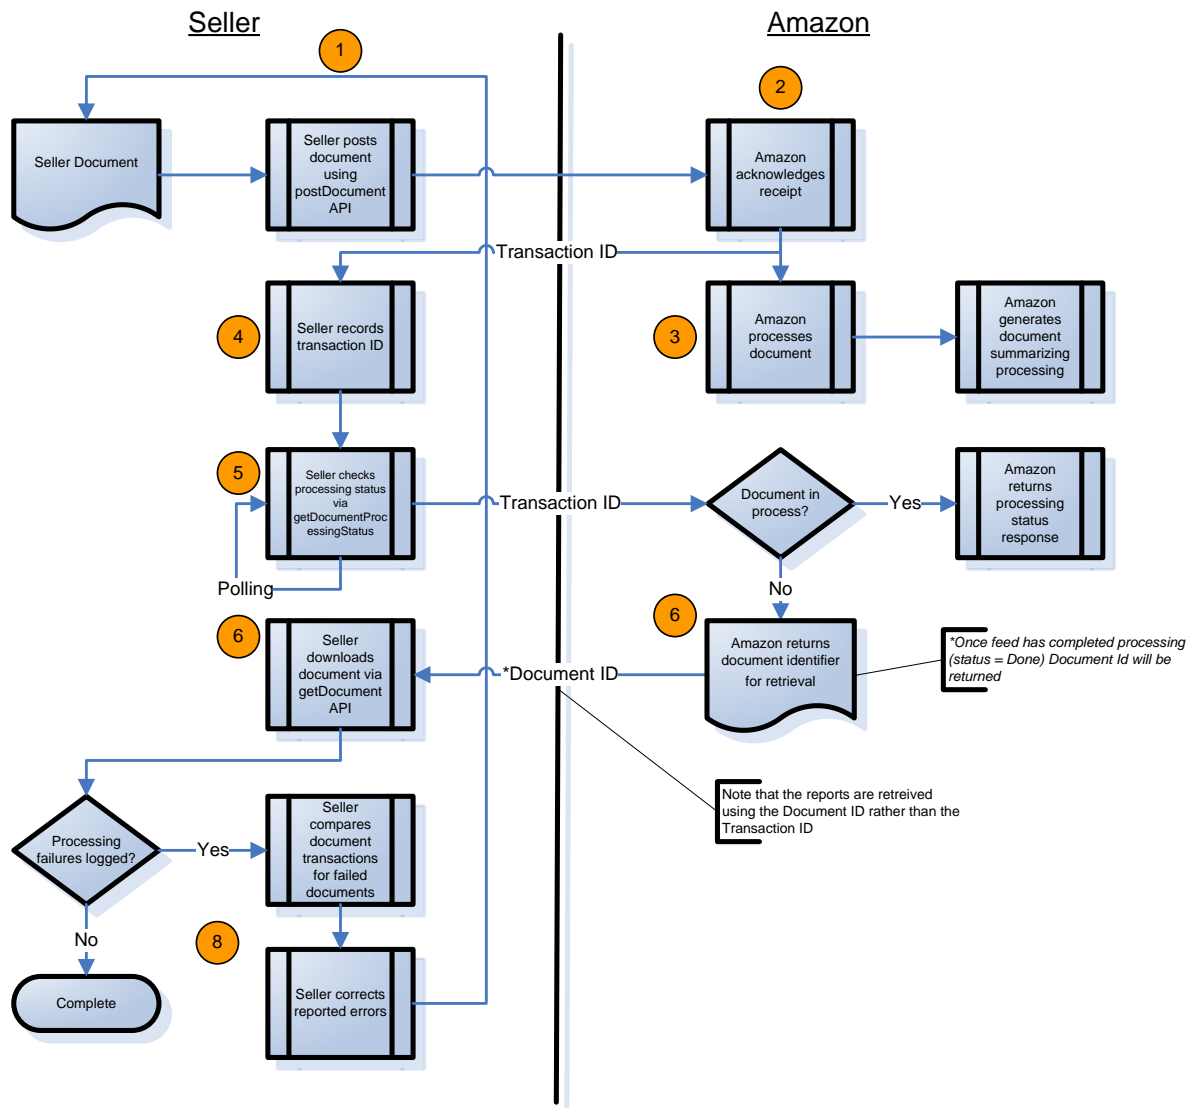 Seller
Amazon
1
2
Seller Document
Seller posts
document
using
postDocument
API
Amazon
acknowledges
receipt
Transaction ID
4
Seller records
transaction ID
3
Amazon
processes
document
Amazon
generates
document
summarizing
processing
5
Seller checks
processing status
via
getDocumentProc
essingStatus
Polling
Transaction ID
Document in
process?
Yes
Amazon
returns
processing
status
response
No
6
Seller
downloads
document via
getDocument
API
*Document ID
6
Amazon returns
document identifier
for retrieval
*Once feed has completed processing
(status = Done) Document Id will be
returned
Note that the reports are retreived
using the Document ID rather than the
Transaction ID
Processing
failures logged?
Yes
Seller
compares
document
transactions
for failed
documents
No
8
Complete
Seller corrects
reported errors